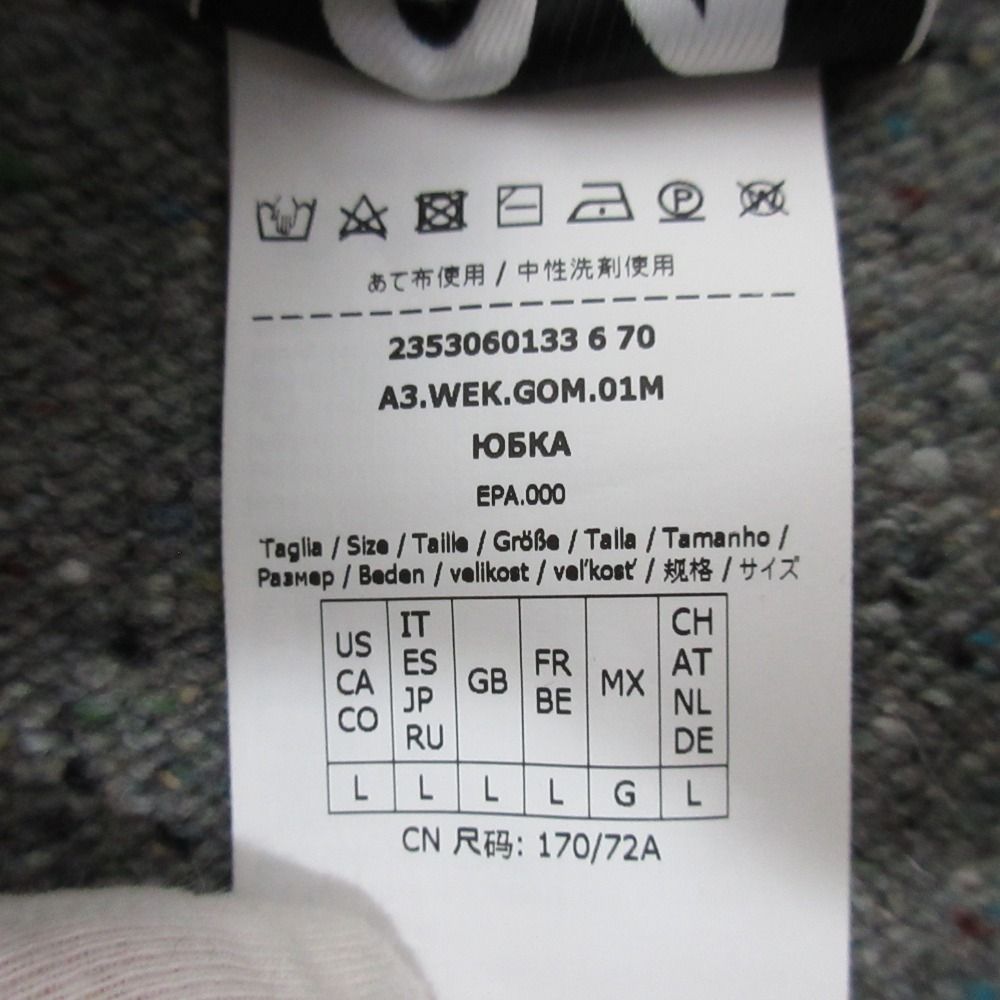 P
W
あて布使用 / 中性洗剤使用
2353060133 6 70
A3.WEK.GOM.01M
ЮБКА
EPA.000
Taglia / Size / Taille / Größe / Talla / Tamanho /
Размер / Beden / velikost / veľkosť / 规格 / サイズ
US CA CO
IT ES JP RU
GB
FR BE
MX
CH AT NL DE
L L L L G L
CN 尺码: 170/72A